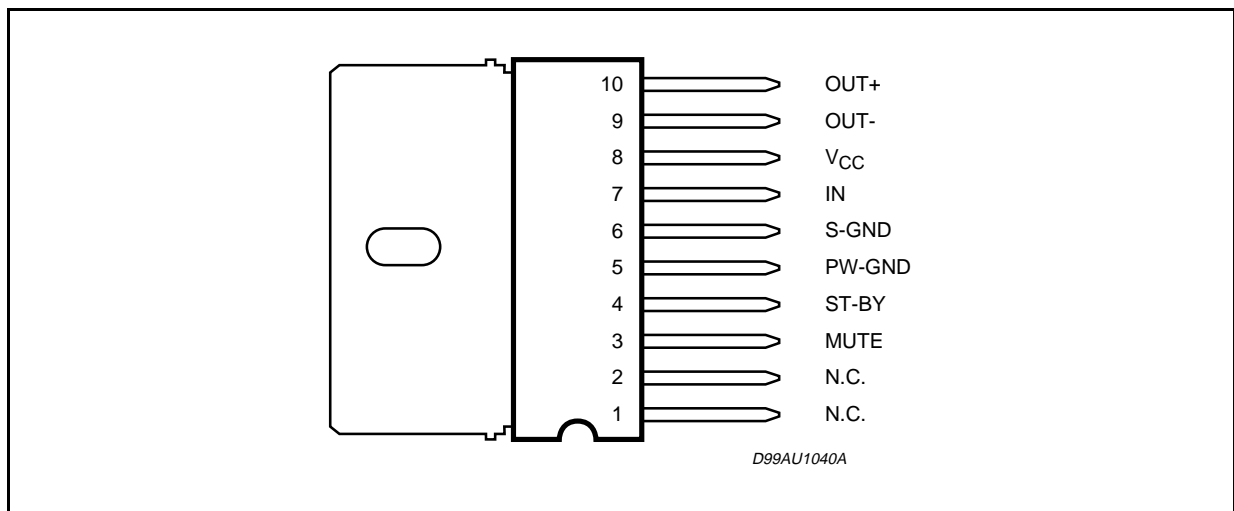 10 OUT+
9 OUT-
8 VCC
7 IN
6 S-GND
5 PW-GND
4 ST-BY
3 MUTE
2 N.C.
1 N.C.
D99AU1040A